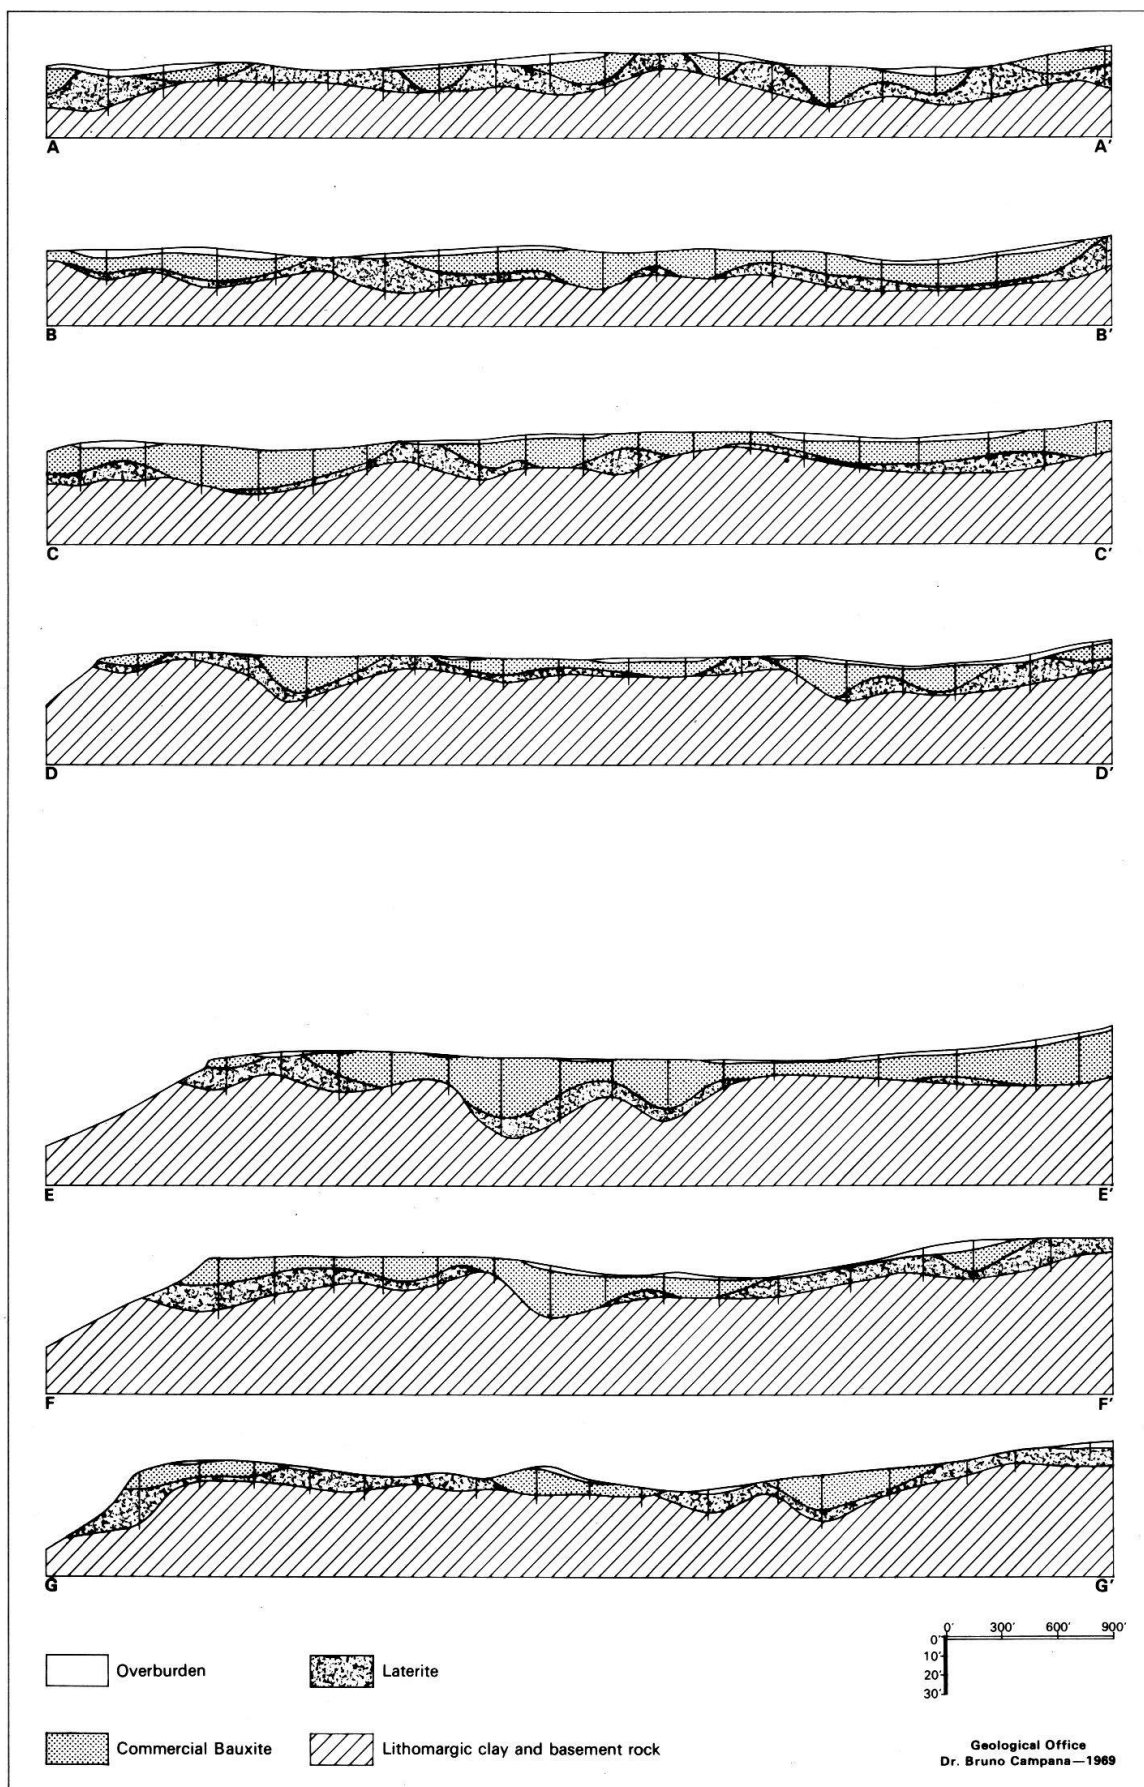 A A'
B B'
C C'
D D'
E E'
F F'
G G'
0' 300' 600' 900'
0'
10'
20'
30'
Overburden Laterite
Commercial Bauxite Lithomargic clay and basement rock
Geological Office
Dr. Bruno Campana—1969